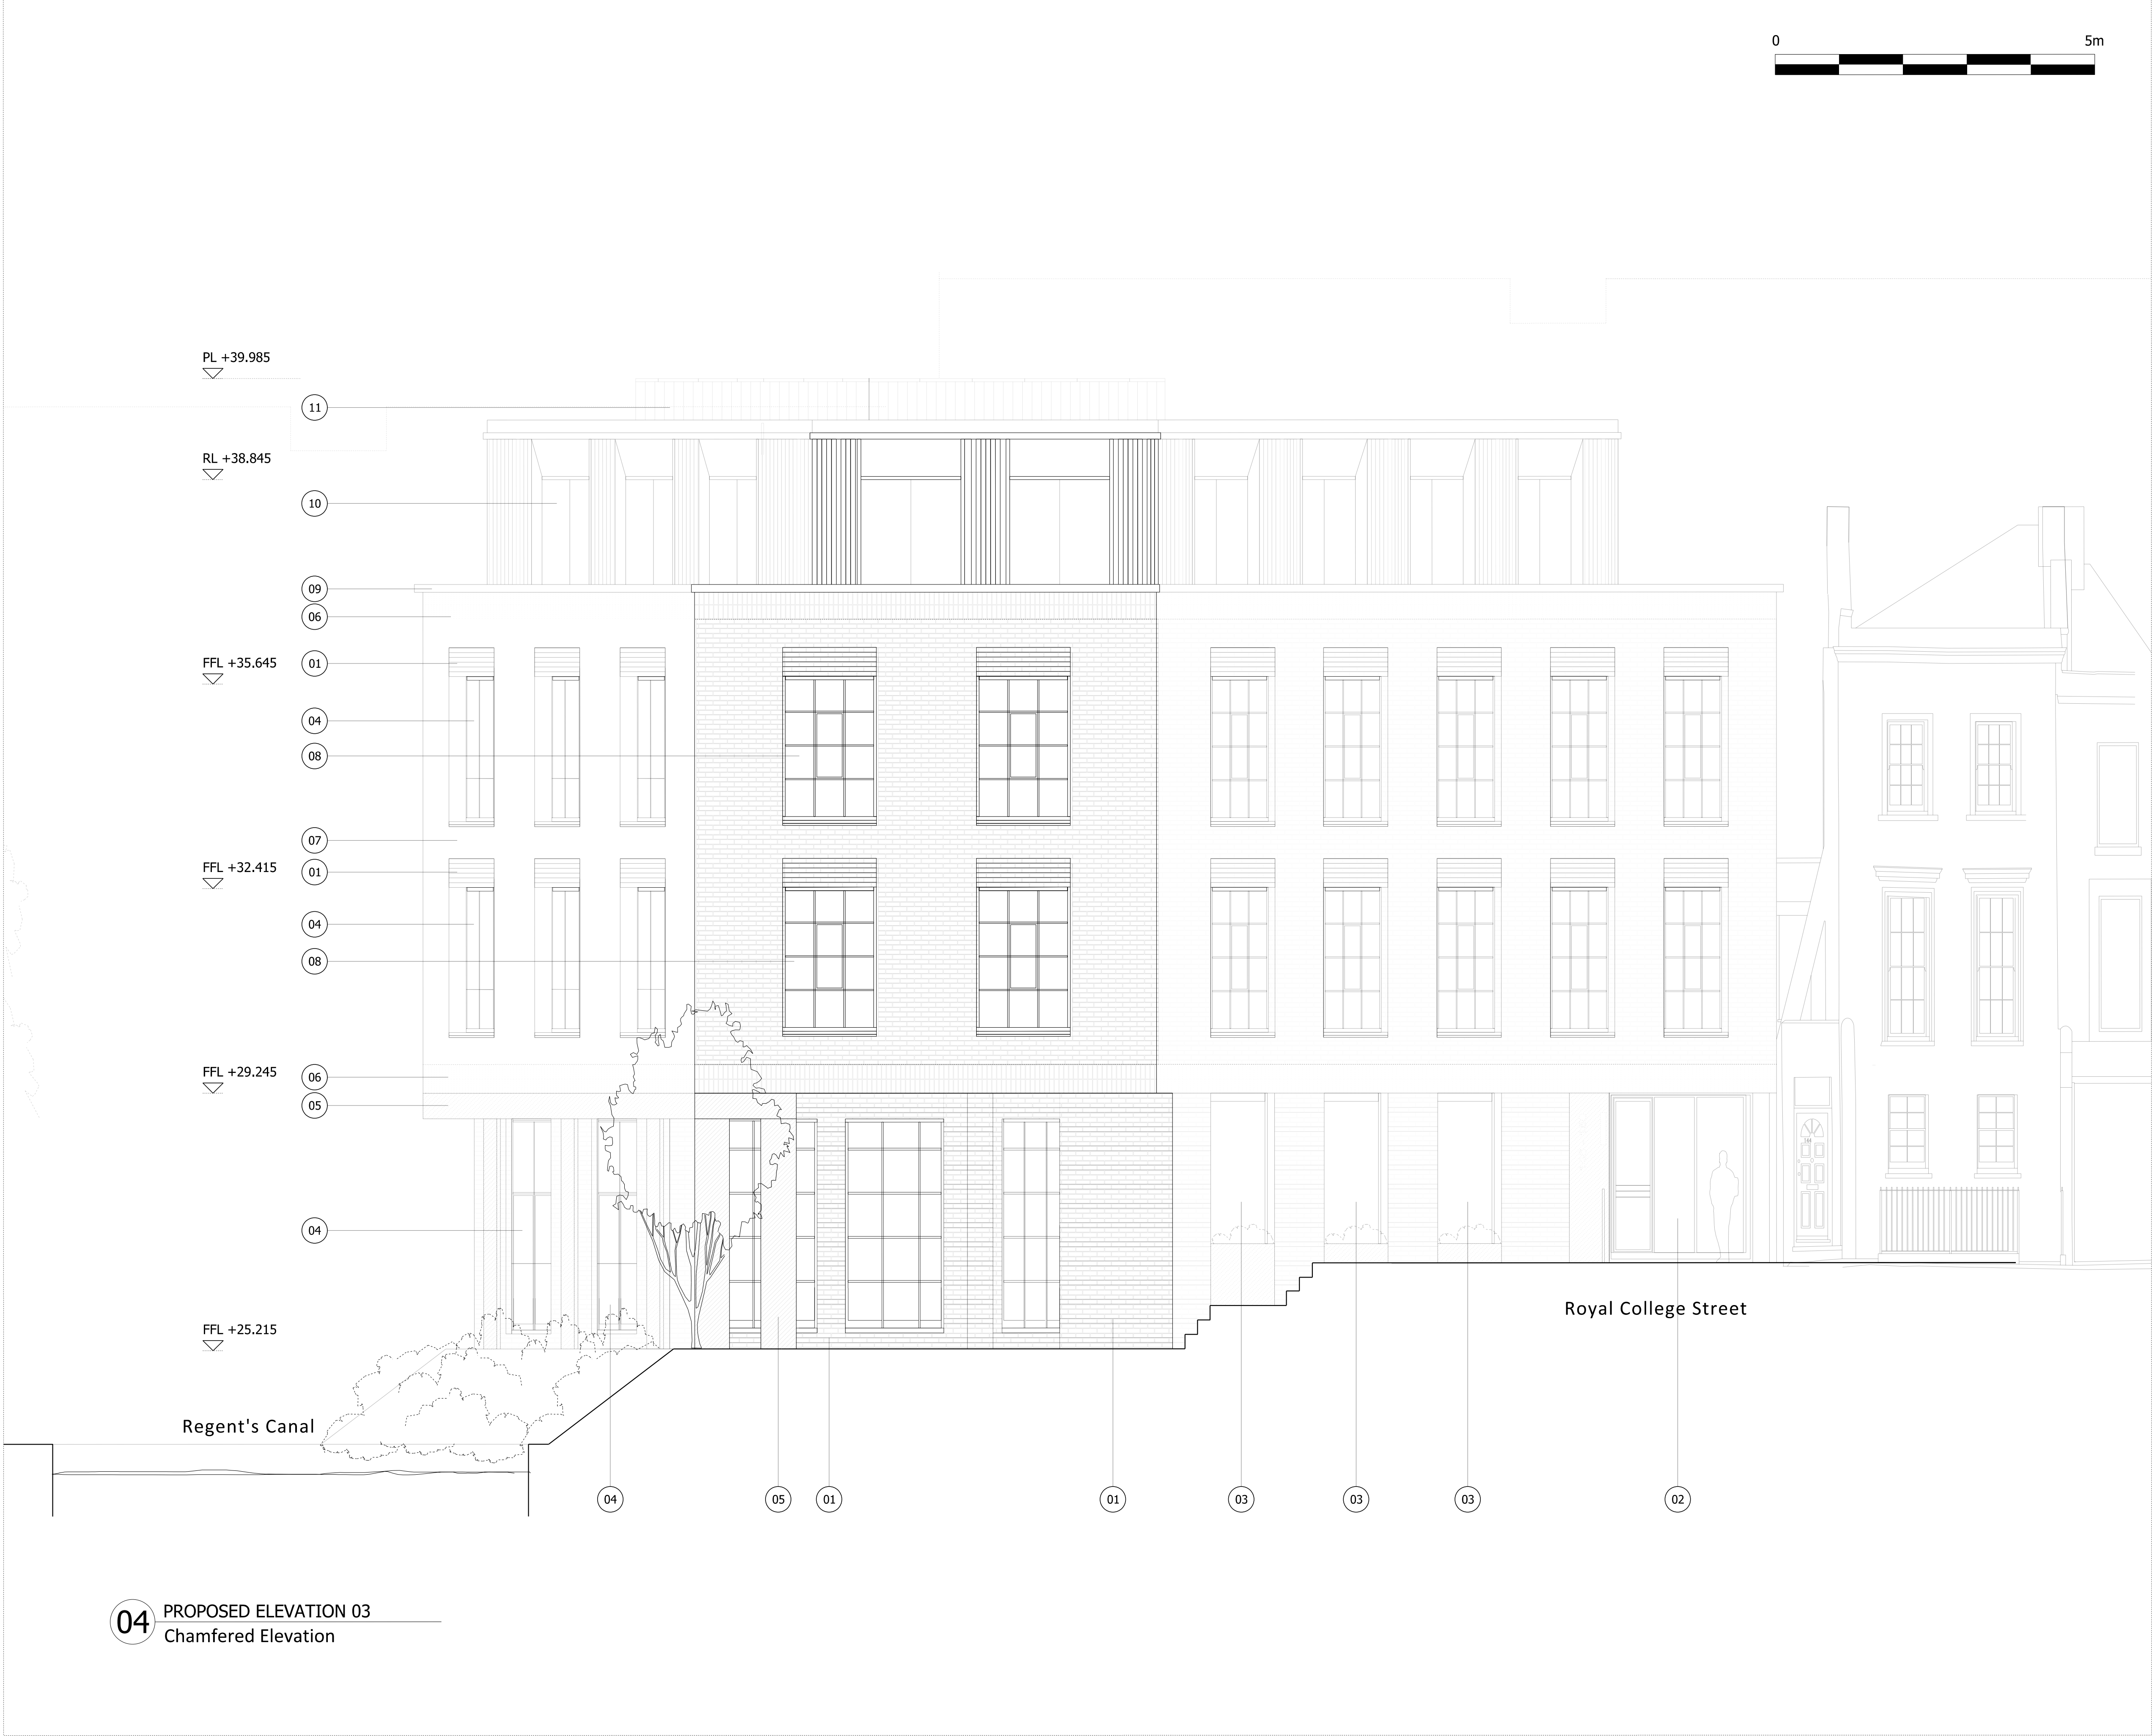 0 5m
PL +39.985
11
RL +38.845
10
09
06
FFL +35.645 01
04
08
07
FFL +32.415 01
04
08
FFL +29.245 06
05
04
FFL +25.215
Royal College Street
Regent's Canal
04 05 01 01 03 03 03 02
04 PROPOSED ELEVATION 03
Chamfered Elevation